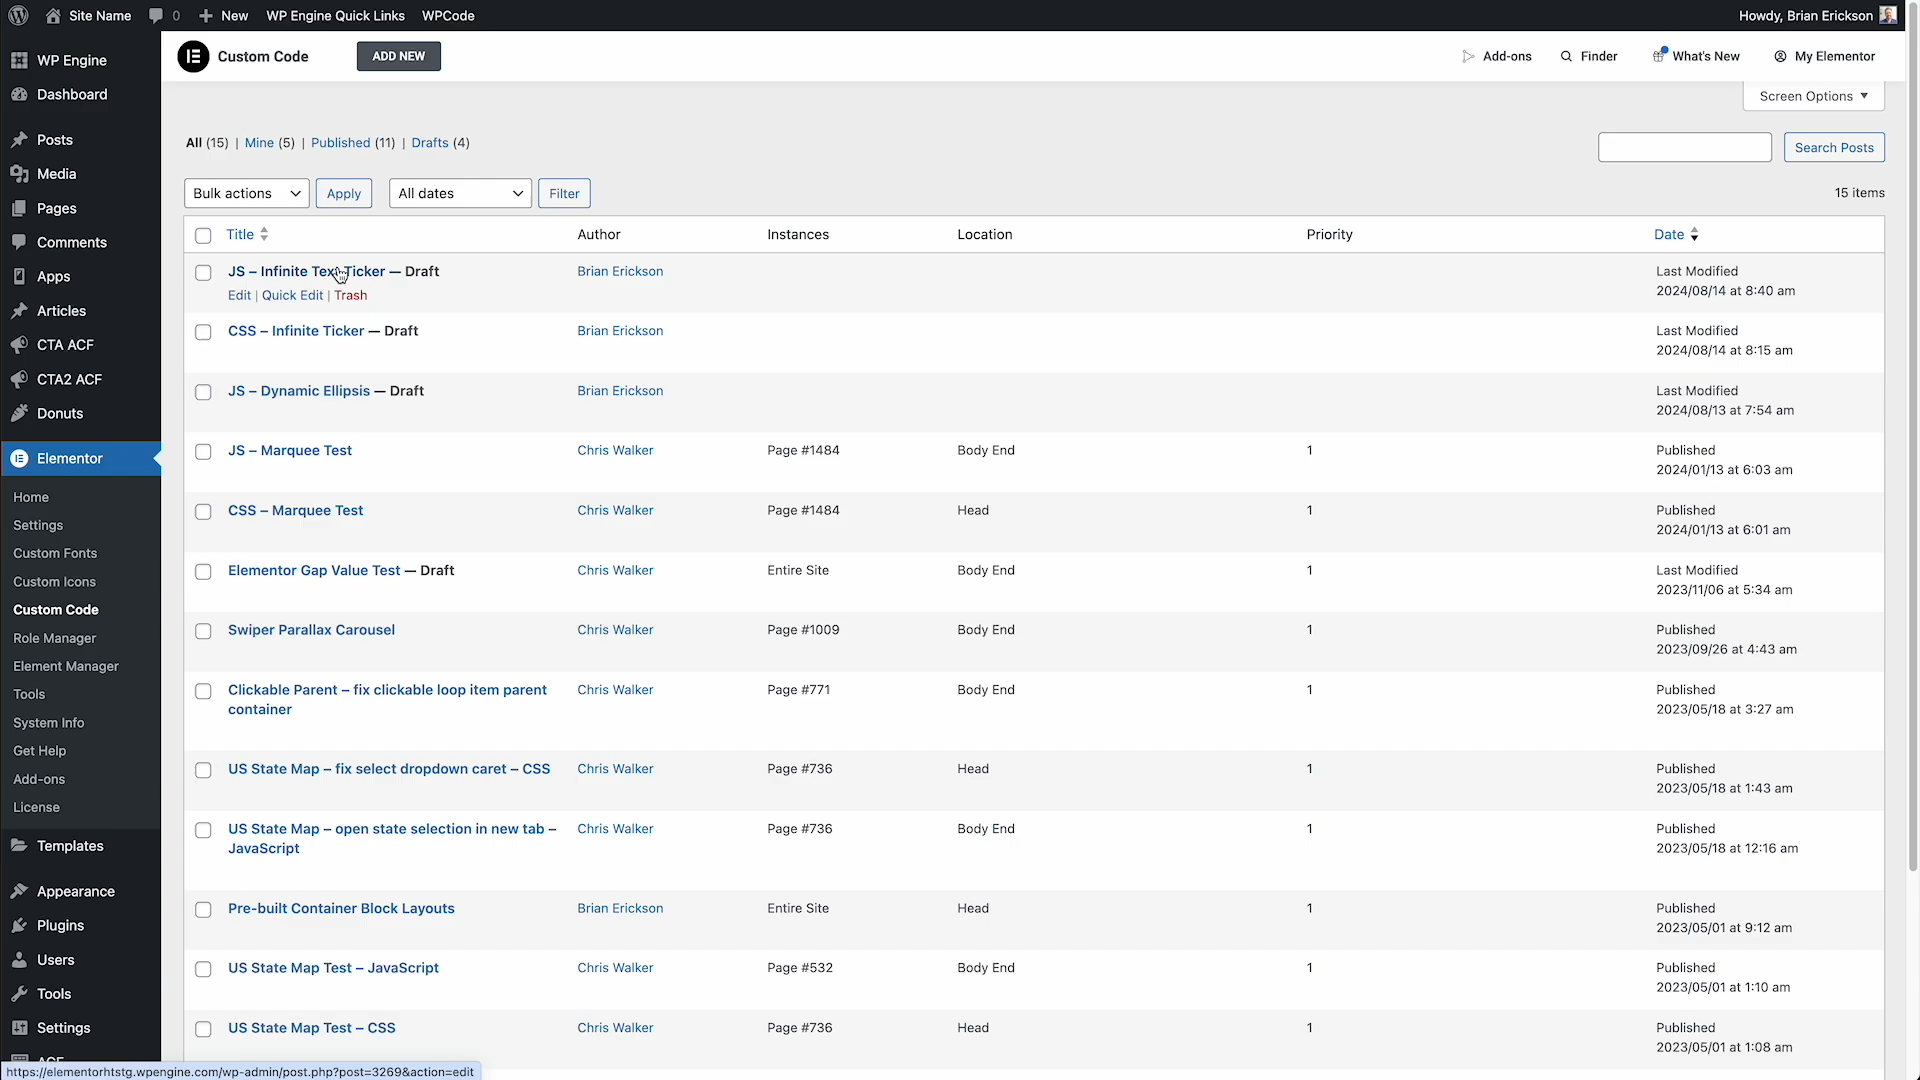 Site Name 0 New WP Engine Quick Links WPCode Howdy, Brian Erickson
WP Engine
Dashboard
Posts
Media
Pages
Comments
Apps
Articles
CTA ACF
CTA2 ACF
Donuts
Elementor
Home
Settings
Custom Fonts
Custom Icons
Custom Code
Role Manager
Element Manager
Tools
System Info
Get Help
Add-ons
License
Templates
Appearance
Plugins
Users
Tools
Settings
ACF
Custom Code ADD NEW Add-ons Finder What's New My Elementor
Screen Options
All (15) | Mine (5) | Published (11) | Drafts (4) Search Posts
Bulk actions Apply All dates Filter 15 items
Title Author Instances Location Priority Date
JS – Infinite Text Ticker — Draft Brian Erickson Last Modified
Edit | Quick Edit | Trash 2024/08/14 at 8:40 am
CSS – Infinite Ticker — Draft Brian Erickson Last Modified
2024/08/14 at 8:15 am
JS – Dynamic Ellipsis — Draft Brian Erickson Last Modified
2024/08/13 at 7:54 am
JS – Marquee Test Chris Walker Page #1484 Body End 1 Published
2024/01/13 at 6:03 am
CSS – Marquee Test Chris Walker Page #1484 Head 1 Published
2024/01/13 at 6:01 am
Elementor Gap Value Test — Draft Chris Walker Entire Site Body End 1 Last Modified
2023/11/06 at 5:34 am
Swiper Parallax Carousel Chris Walker Page #1009 Body End 1 Published
2023/09/26 at 4:43 am
Clickable Parent – fix clickable loop item parent Chris Walker Page #771 Body End 1 Published
container 2023/05/18 at 3:27 am
US State Map – fix select dropdown caret – CSS Chris Walker Page #736 Head 1 Published
2023/05/18 at 1:43 am
US State Map – open state selection in new tab – Chris Walker Page #736 Body End 1 Published
JavaScript 2023/05/18 at 12:16 am
Pre-built Container Block Layouts Brian Erickson Entire Site Head 1 Published
2023/05/01 at 9:12 am
US State Map Test – JavaScript Chris Walker Page #532 Body End 1 Published
2023/05/01 at 1:10 am
US State Map Test – CSS Chris Walker Page #736 Head 1 Published
2023/05/01 at 1:08 am
https://elementorhtstg.wpengine.com/wp-admin/post.php?post=3269&action=edit